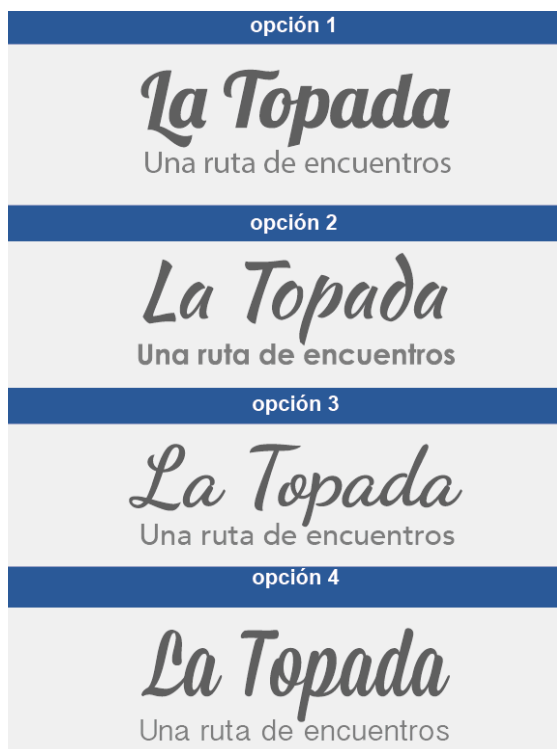 opción 1
La Topada
Una ruta de encuentros
opción 2
La Topada
Una ruta de encuentros
opción 3
La Topada
Una ruta de encuentros
opción 4
La Topada
Una ruta de encuentros